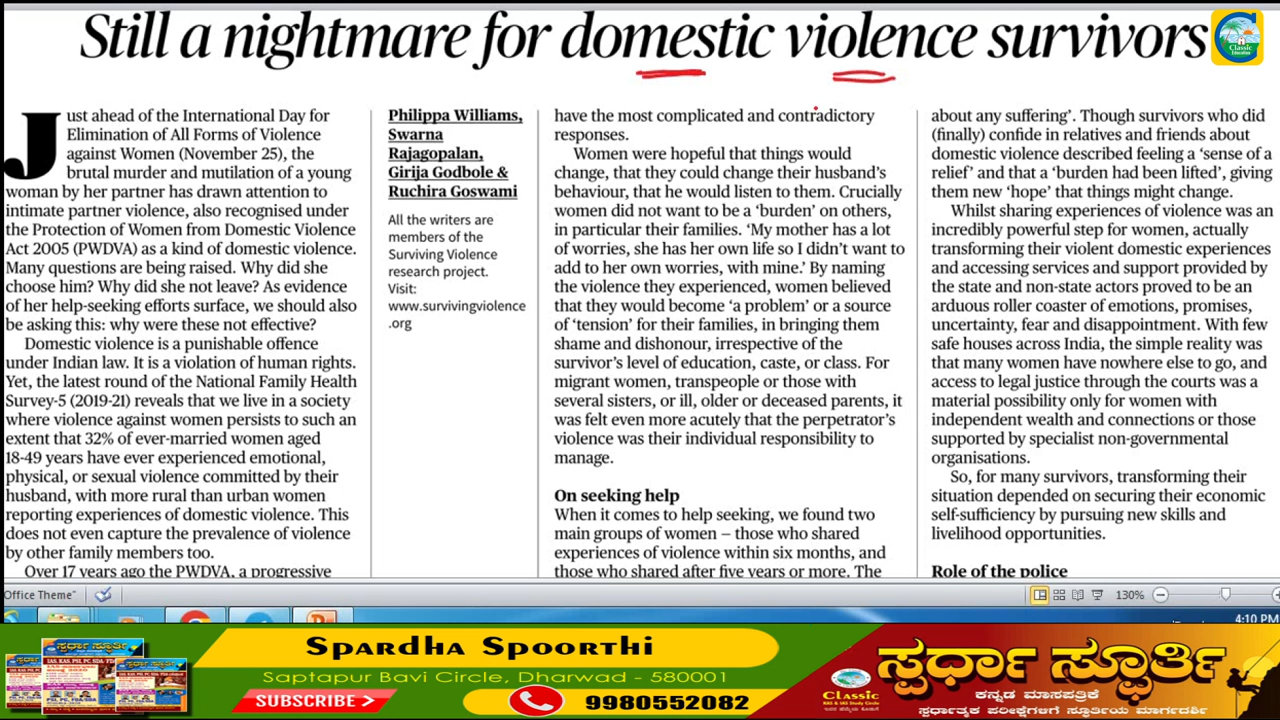 Still a nightmare for domestic violence survivors
Classic
Education
Just ahead of the International Day for
Elimination of All Forms of Violence
against Women (November 25), the
brutal murder and mutilation of a young
woman by her partner has drawn attention to
intimate partner violence, also recognised under
the Protection of Women from Domestic Violence
Act 2005 (PWDVA) as a kind of domestic violence.
Many questions are being raised. Why did she
choose him? Why did she not leave? As evidence
of her help-seeking efforts surface, we should also
be asking this: why were these not effective?
Domestic violence is a punishable offence
under Indian law. It is a violation of human rights.
Yet, the latest round of the National Family Health
Survey-5 (2019-21) reveals that we live in a society
where violence against women persists to such an
extent that 32% of ever-married women aged
18-49 years have ever experienced emotional,
physical, or sexual violence committed by their
husband, with more rural than urban women
reporting experiences of domestic violence. This
does not even capture the prevalence of violence
by other family members too.
Over 17 years ago the PWDVA, a progressive
Philippa Williams,
Swarna
Rajagopalan,
Girija Godbole &
Ruchira Goswami
All the writers are
members of the
Surviving Violence
research project.
Visit:
www.survivingviolence
.org
have the most complicated and contradictory
responses.
Women were hopeful that things would
change, that they could change their husband's
behaviour, that he would listen to them. Crucially
women did not want to be a 'burden' on others,
in particular their families. 'My mother has a lot
of worries, she has her own life so I didn't want to
add to her own worries, with mine.' By naming
the violence they experienced, women believed
that they would become 'a problem' or a source
of 'tension' for their families, in bringing them
shame and dishonour, irrespective of the
survivor's level of education, caste, or class. For
migrant women, transpeople or those with
several sisters, or ill, older or deceased parents, it
was felt even more acutely that the perpetrator's
violence was their individual responsibility to
manage.
On seeking help
When it comes to help seeking, we found two
main groups of women – those who shared
experiences of violence within six months, and
those who shared after five years or more. The
about any suffering'. Though survivors who did
(finally) confide in relatives and friends about
domestic violence described feeling a 'sense of a
relief' and that a 'burden had been lifted', giving
them new 'hope' that things might change.
Whilst sharing experiences of violence was an
incredibly powerful step for women, actually
transforming their violent domestic experiences
and accessing services and support provided by
the state and non-state actors proved to be an
arduous roller coaster of emotions, promises,
uncertainty, fear and disappointment. With few
safe houses across India, the simple reality was
that many women have nowhere else to go, and
access to legal justice through the courts was a
material possibility only for women with
independent wealth and connections or those
supported by specialist non-governmental
organisations.
So, for many survivors, transforming their
situation depended on securing their economic
self-sufficiency by pursuing new skills and
livelihood opportunities.
Role of the police
Office Theme"
130%
4:10 PM
Spardha Spoorthi
Saptapur Bavi Circle, Dharwad - 580001
SUBSCRIBE
9980552082
ಸ್ಪರ್ಧಾ ಸ್ಫೂರ್ತಿ
Classic
KAS & IAS Study Circle
ಕನ್ನಡ ಮಾಸಪತ್ರಿಕೆ
ಸ್ಪರ್ಧಾತ್ಮಕ ಪರೀಕ್ಷೆಗಳಿಗೆ ಸ್ಫೂರ್ತಿಯ ಮಾರ್ಗದರ್ಶಿ